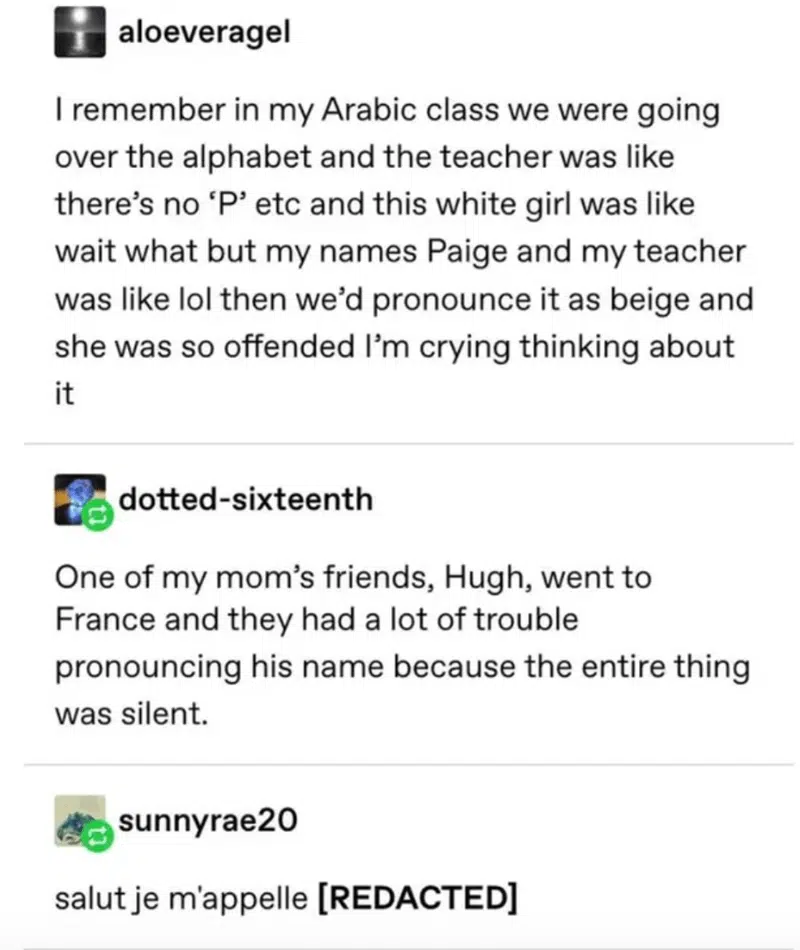 aloeveragel
I remember in my Arabic class we were going
over the alphabet and the teacher was like
there's no ‘P’ etc and this white girl was like
wait what but my names Paige and my teacher
was like lol then we'd pronounce it as beige and
she was so offended I'm crying thinking about
it
dotted-sixteenth
One of my mom's friends, Hugh, went to
France and they had a lot of trouble
pronouncing his name because the entire thing
was silent.
sunnyrae20
salut je m'appelle [REDACTED]